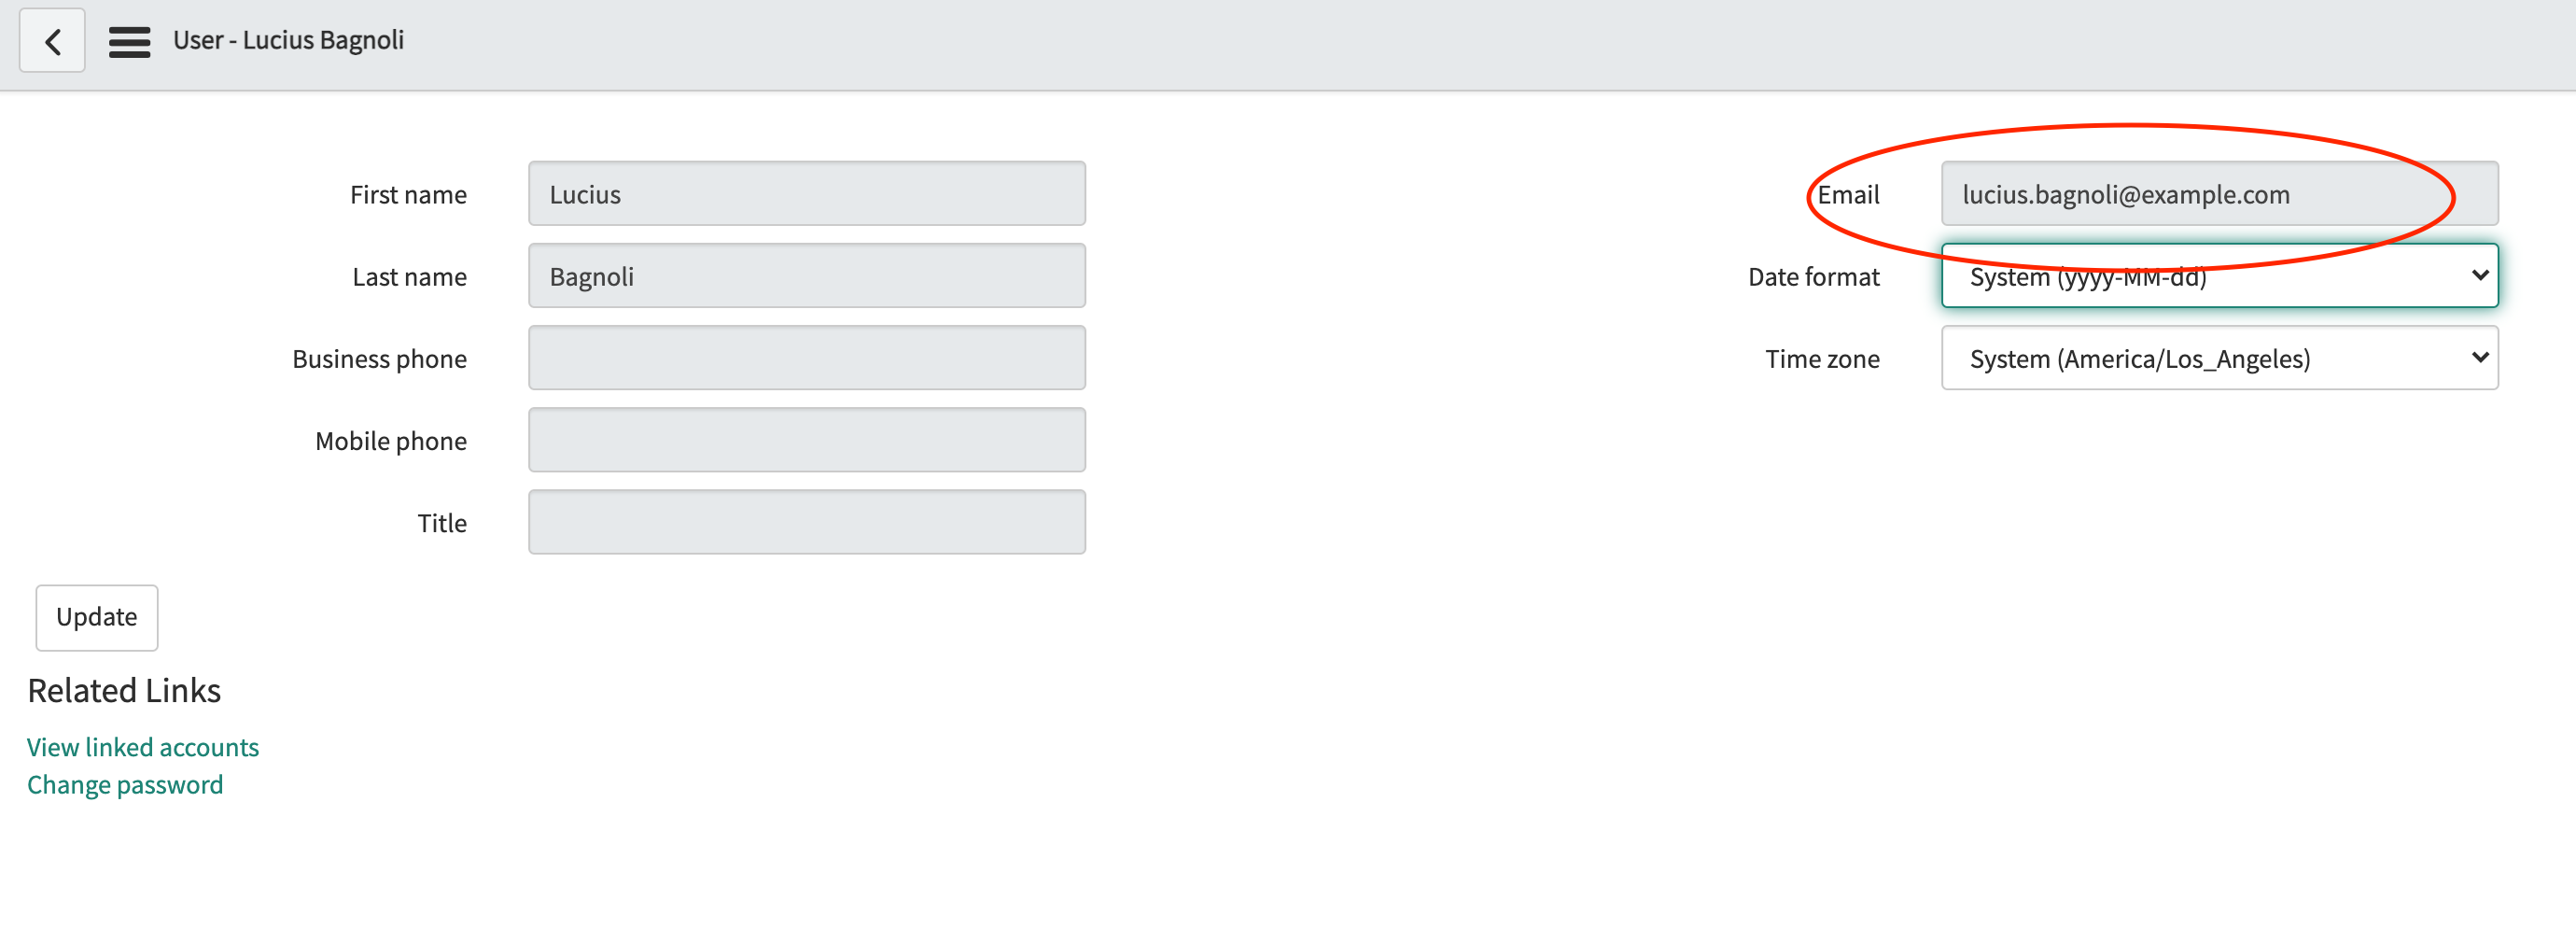 User - Lucius Bagnoli
First name Lucius
Last name Bagnoli
Business phone
Mobile phone
Title
Email lucius.bagnoli@example.com
Date format System (yyyy-MM-dd)
Time zone System (America/Los_Angeles)
Update
Related Links
View linked accounts
Change password